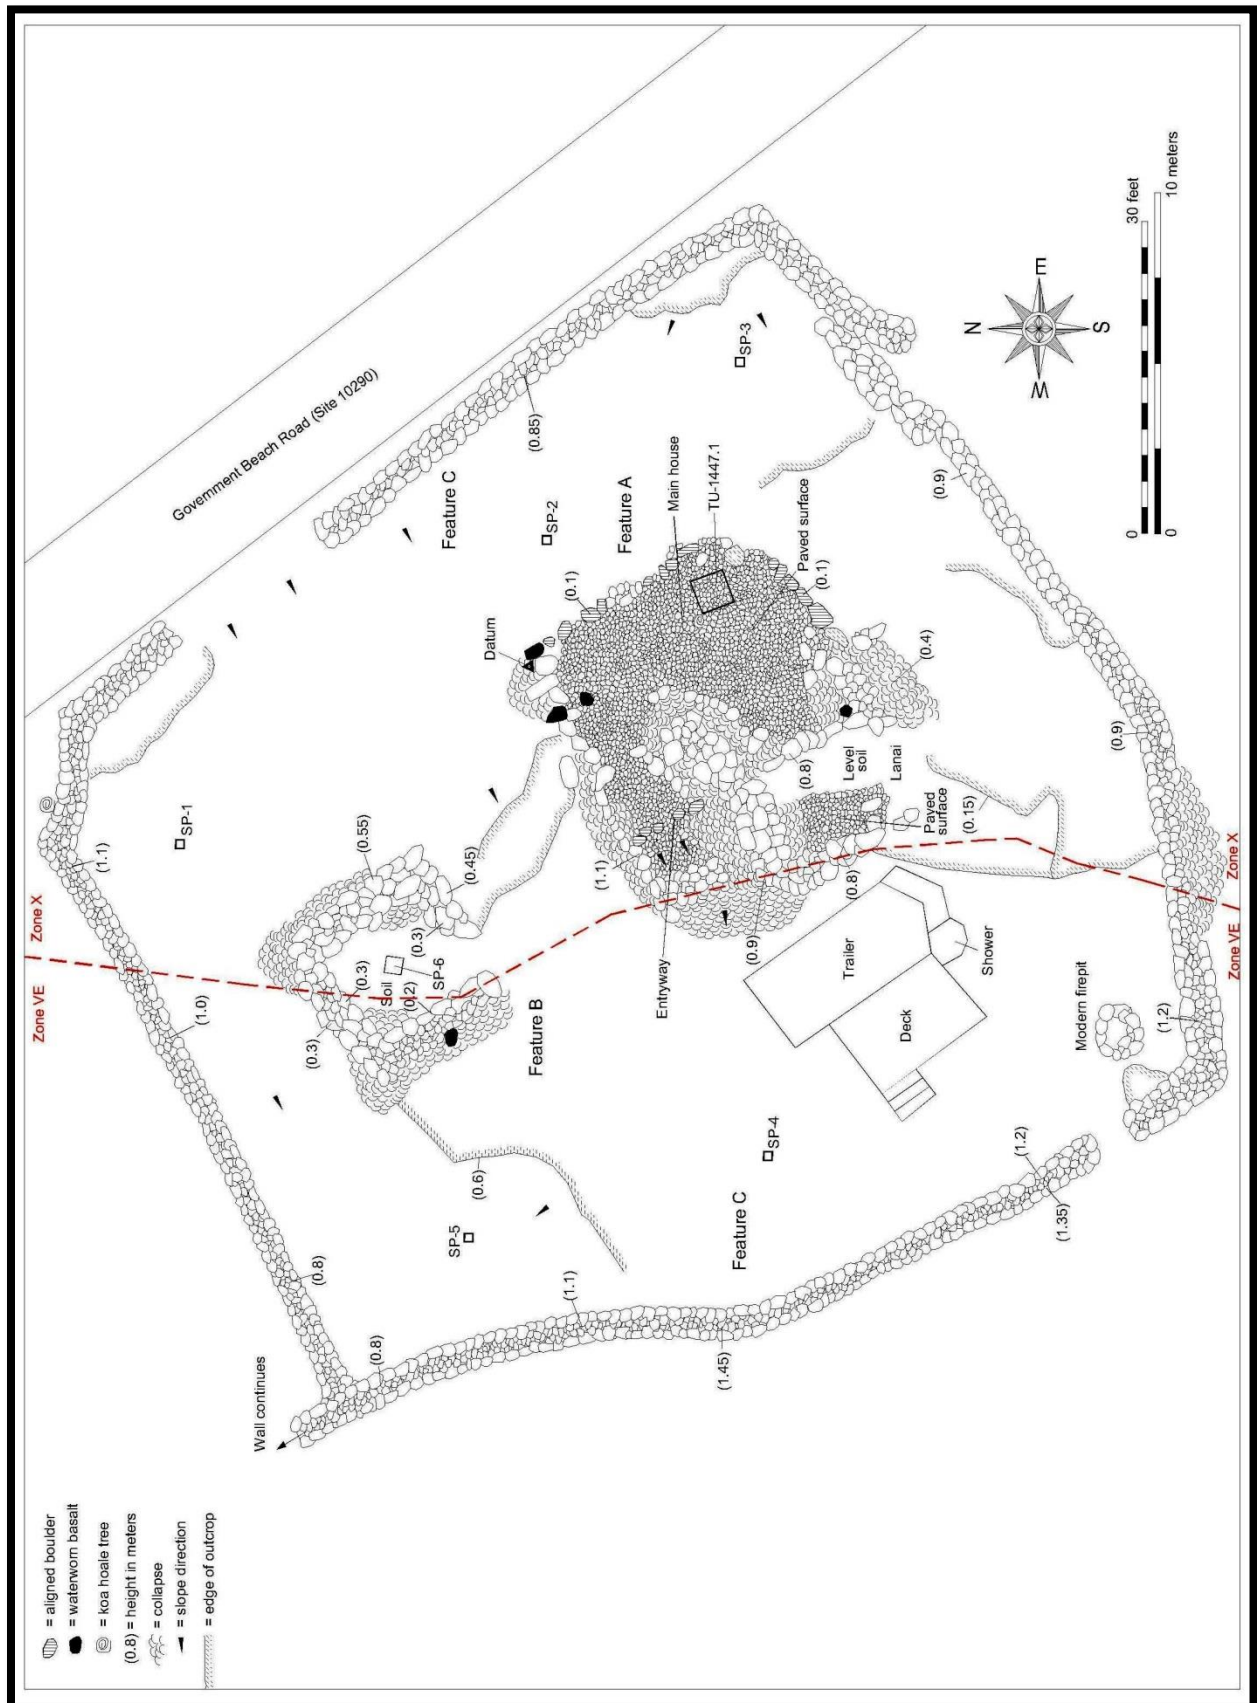 = aligned boulder
= waterworn basalt
= koa hoale tree
(0.8) = height in meters
= collapse
= slope direction
= edge of outcrop
Wall continues
(0.8)
(0.8)
(1.0)
(1.1)
Zone VE
Zone X
SP-1
Government Beach Road (Site 10290)
Feature C
(0.85)
SP-2
Feature A
(0.1)
Datum
Main house
TU-1447.1
Paved surface
(0.1)
(0.4)
SP-3
(0.9)
(0.9)
N
E
S
W
0
30 feet
0
10 meters
(0.55)
(0.45)
(0.3)
SP-6
Soil
(0.3)
(0.2)
(0.3)
Feature B
(0.6)
SP-5
(1.1)
Entryway
(0.9)
(0.8)
(0.8)
Level
soil
Lanai
Paved
surface
(0.15)
Trailer
Deck
Shower
Modern firepit
(1.2)
Zone VE
Zone X
SP-4
Feature C
(1.1)
(1.45)
(1.2)
(1.35)